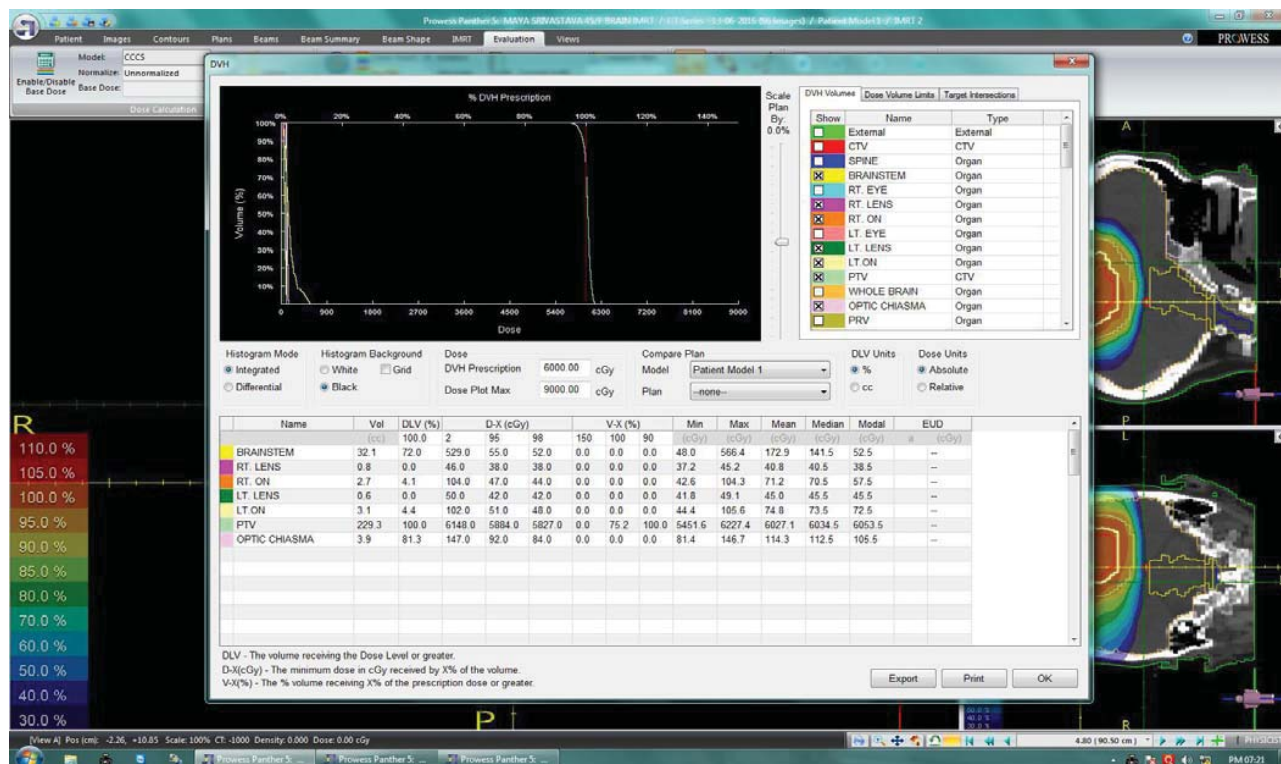 Prowess Panther 5: MAYA SRIVASTAVA 45/F BRAIN IMRT /
Patient Images Contours Plans Beams Beam Summary Beam Shape IMRT Evaluation Views
PROWESS
Model: CCCS
Normalize: Unnormalized
Base Dose:
Enable/Disable
Base Dose
Dose Calculation
DVH
% DVH Prescription
0% 20% 40% 60% 80% 100% 120% 140%
100%
90%
80%
70%
60%
50%
40%
30%
20%
10%
Volume (%)
0 900 1800 2700 3600 4500 5400 6300 7200 8100 9000
Dose
Scale
Plan
By:
0.0%
DVH Volumes Dose Volume Limits Target Intersections
Show Name Type
External External
CTV CTV
SPINE Organ
BRAINSTEM Organ
RT. EYE Organ
RT. LENS Organ
RT. ON Organ
LT. EYE Organ
LT. LENS Organ
LT.ON Organ
PTV CTV
WHOLE BRAIN Organ
OPTIC CHIASMA Organ
PRV Organ
Histogram Mode Histogram Background Dose Compare Plan DLV Units Dose Units
Integrated White Grid DVH Prescription 6000.00 cGy Model Patient Model 1 % Absolute
Differential Black Dose Plot Max 9000.00 cGy Plan --none-- cc Relative
Name Vol DLV (%) D-X (cGy) V-X (%) Min Max Mean Median Modal EUD
(cc) 100.0 2 95 98 150 100 90 (cGy) (cGy) (cGy) (cGy) (cGy) a (cGy)
BRAINSTEM 32.1 72.0 529.0 55.0 52.0 0.0 0.0 0.0 48.0 566.4 172.9 141.5 52.5 --
RT. LENS 0.8 0.0 46.0 38.0 38.0 0.0 0.0 0.0 37.2 45.2 40.8 40.5 38.5 --
RT. ON 2.7 4.1 104.0 47.0 44.0 0.0 0.0 0.0 42.6 104.3 71.2 70.5 57.5 --
LT. LENS 0.6 0.0 50.0 42.0 42.0 0.0 0.0 0.0 41.8 49.1 45.0 45.5 45.5 --
LT.ON 3.1 4.4 102.0 51.0 48.0 0.0 0.0 0.0 44.4 105.6 74.8 73.5 72.5 --
PTV 229.3 100.0 6148.0 5884.0 5827.0 0.0 75.2 100.0 5451.6 6227.4 6027.1 6034.5 6053.5 --
OPTIC CHIASMA 3.9 81.3 147.0 92.0 84.0 0.0 0.0 0.0 81.4 146.7 114.3 112.5 105.5 --
DLV - The volume receiving the Dose Level or greater.
D-X(cGy) - The minimum dose in cGy received by X% of the volume.
V-X(%) - The % volume receiving X% of the prescription dose or greater.
Export Print OK
R
110.0 %
105.0 %
100.0 %
95.0 %
90.0 %
85.0 %
80.0 %
70.0 %
60.0 %
50.0 %
40.0 %
30.0 %
P
A
P
L
R
[View A] Pos (cm): -2.26, +10.85 Scale: 100% CT: -1000 Density: 0.000 Dose: 0.00 cGy
4.80 ( 90.50 cm )
Prowess Panther 5: ... Prowess Panther 5: ... Prowess Panther 5: ...
PM 07:21